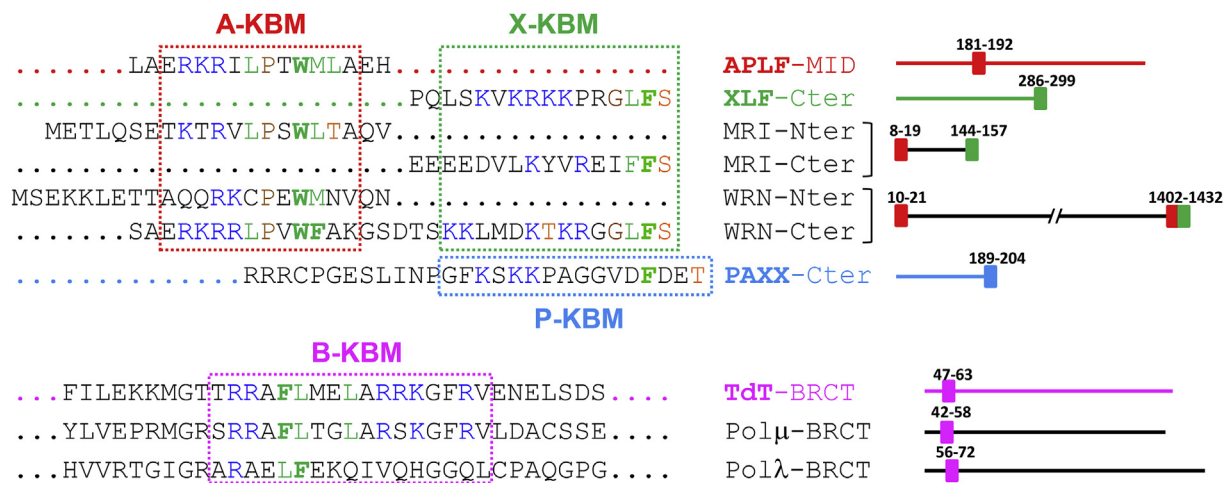 A-KBM X-KBM
.......LAERKRILPTWMLAEH................. APLF-MID 181-192
........................PQLSKVKRKKPRGLFS XLF-Cter 286-299
METLQSETKTRVLPSWLTAQV................. MRI-Nter 8-19 144-157
........................EEEEDVLKYVREIFFS MRI-Cter
MSEKKLETTAQQRKCPEWMNVQN................. WRN-Nter 10-21 1402-1432
.......SAERKRRLPVWFAKGSDTSKKLMDKTKRGGLFS WRN-Cter
..............RRRCPGESLINPGFKSKKPAGGVDFDET PAXX-Cter 189-204
P-KBM
B-KBM
...FILEKKMGTTRRAFLMELARRKGFRVENELSDS.... TdT-BRCT 47-63
...YLVEPRMGRSRRAFLTGLARSKGFRVLDACSSE.... Polμ-BRCT 42-58
...HVVRTGIGRARAELFEKQIVQHGGQLCPAQGPG.... Polλ-BRCT 56-72